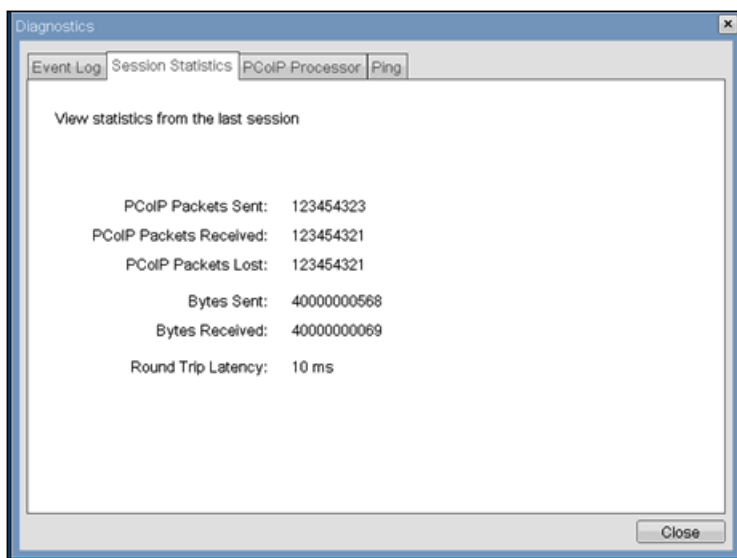 Diagnostics
Event Log Session Statistics PCoIP Processor Ping
View statistics from the last session
PCoIP Packets Sent: 123454323
PCoIP Packets Received: 123454321
PCoIP Packets Lost: 123454321
Bytes Sent: 40000000568
Bytes Received: 40000000069
Round Trip Latency: 10 ms
Close